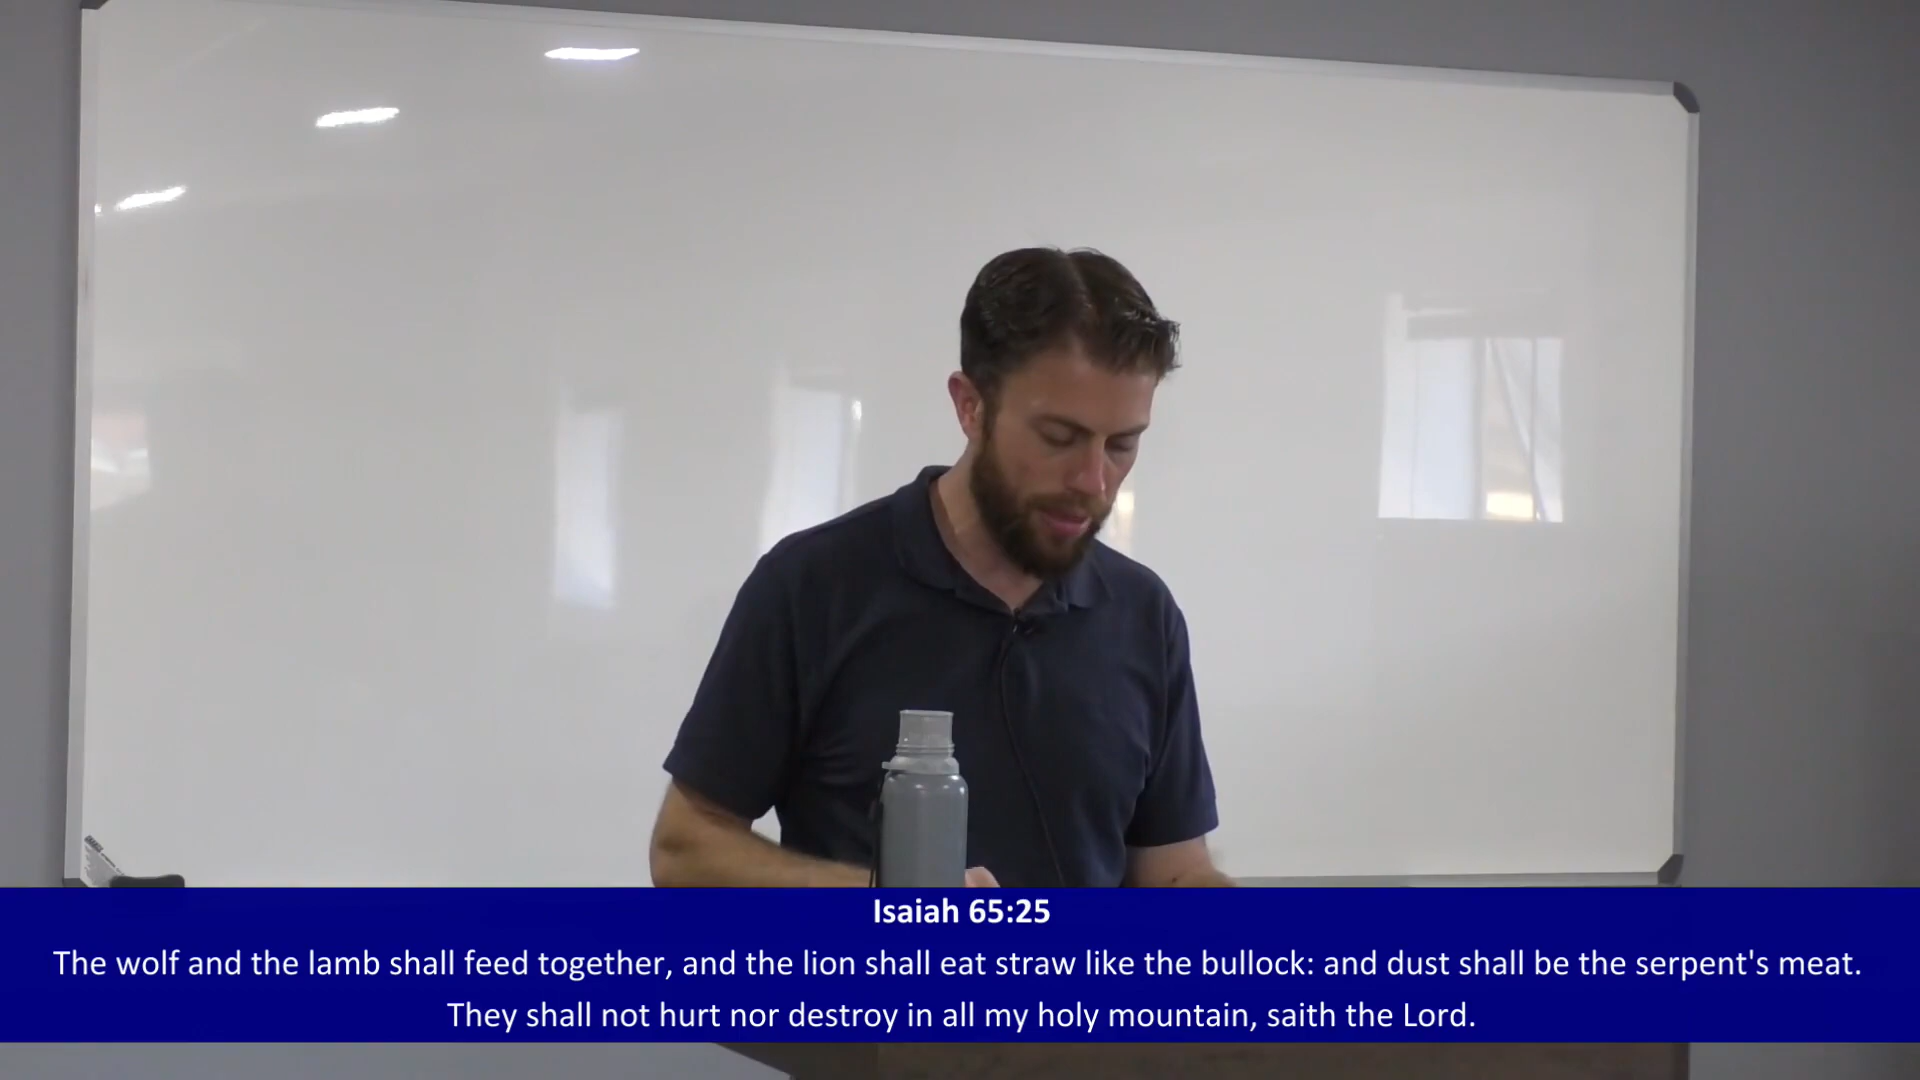 Isaiah 65:25
The wolf and the lamb shall feed together, and the lion shall eat straw like the bullock: and dust shall be the serpent's meat.
They shall not hurt nor destroy in all my holy mountain, saith the Lord.